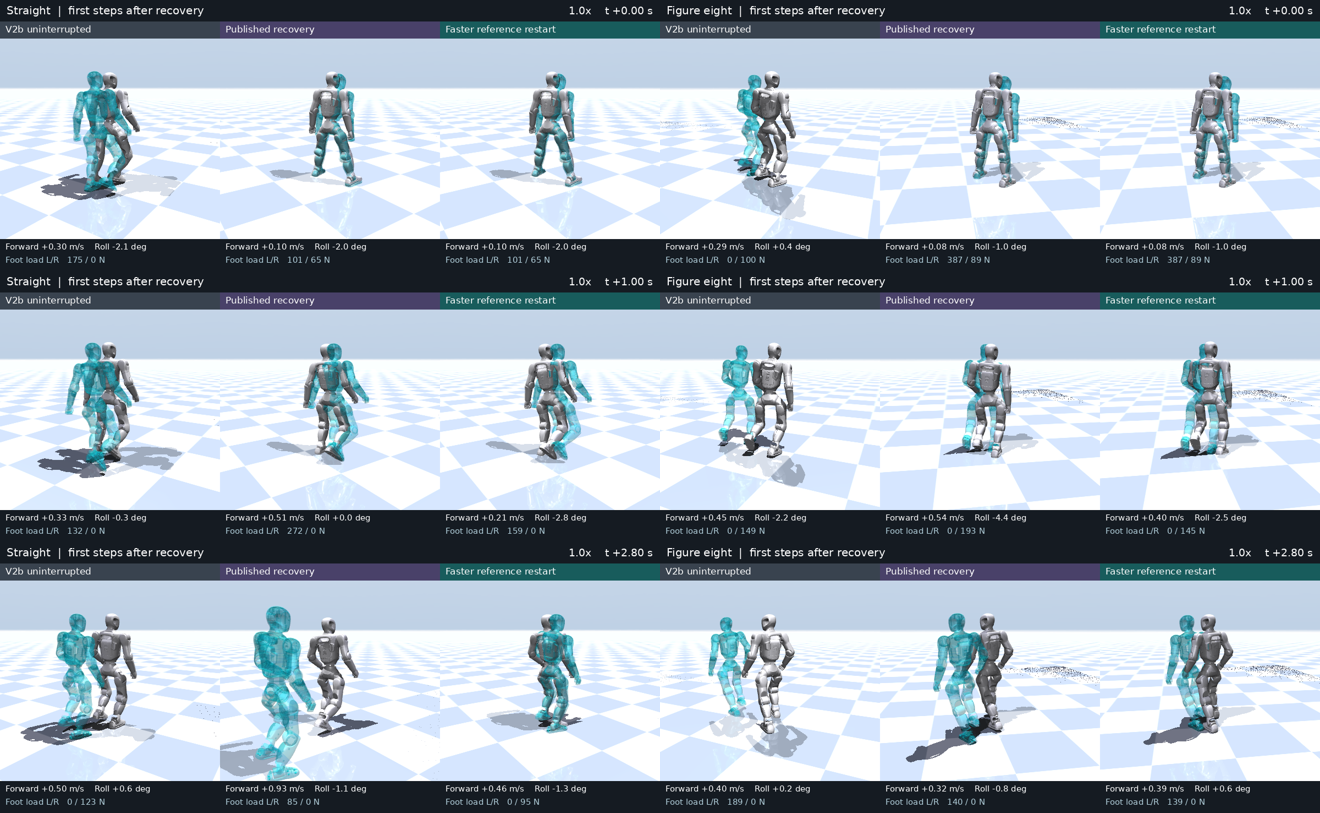 Straight | first steps after recovery 1.0x t +0.00 s Figure eight | first steps after recovery 1.0x t +0.00 s
V2b uninterrupted Published recovery Faster reference restart V2b uninterrupted Published recovery Faster reference restart
Forward +0.30 m/s Roll -2.1 deg Forward +0.10 m/s Roll -2.0 deg Forward +0.10 m/s Roll -2.0 deg Forward +0.29 m/s Roll +0.4 deg Forward +0.08 m/s Roll -1.0 deg Forward +0.08 m/s Roll -1.0 deg
Foot load L/R 175 / 0 N Foot load L/R 101 / 65 N Foot load L/R 101 / 65 N Foot load L/R 0 / 100 N Foot load L/R 387 / 89 N Foot load L/R 387 / 89 N
Straight | first steps after recovery 1.0x t +1.00 s Figure eight | first steps after recovery 1.0x t +1.00 s
V2b uninterrupted Published recovery Faster reference restart V2b uninterrupted Published recovery Faster reference restart
Forward +0.33 m/s Roll -0.3 deg Forward +0.51 m/s Roll +0.0 deg Forward +0.21 m/s Roll -2.8 deg Forward +0.45 m/s Roll -2.2 deg Forward +0.54 m/s Roll -4.4 deg Forward +0.40 m/s Roll -2.5 deg
Foot load L/R 132 / 0 N Foot load L/R 272 / 0 N Foot load L/R 159 / 0 N Foot load L/R 0 / 149 N Foot load L/R 0 / 193 N Foot load L/R 0 / 145 N
Straight | first steps after recovery 1.0x t +2.80 s Figure eight | first steps after recovery 1.0x t +2.80 s
V2b uninterrupted Published recovery Faster reference restart V2b uninterrupted Published recovery Faster reference restart
Forward +0.50 m/s Roll +0.6 deg Forward +0.93 m/s Roll -1.1 deg Forward +0.46 m/s Roll -1.3 deg Forward +0.40 m/s Roll +0.2 deg Forward +0.32 m/s Roll -0.8 deg Forward +0.39 m/s Roll +0.6 deg
Foot load L/R 0 / 123 N Foot load L/R 85 / 0 N Foot load L/R 0 / 95 N Foot load L/R 189 / 0 N Foot load L/R 140 / 0 N Foot load L/R 139 / 0 N